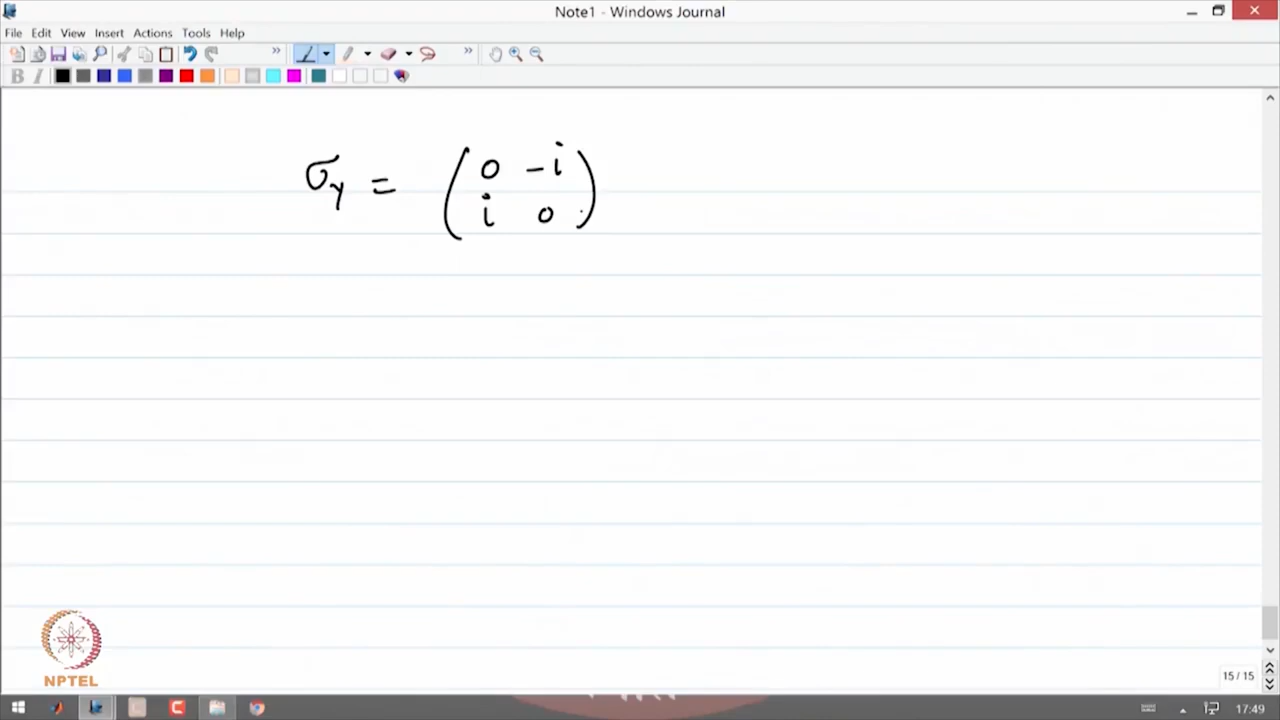 Note1 - Windows Journal
File Edit View Insert Actions Tools Help
B I
σy = ( 0 -i
i 0 )
NPTEL
15 / 15
17:49